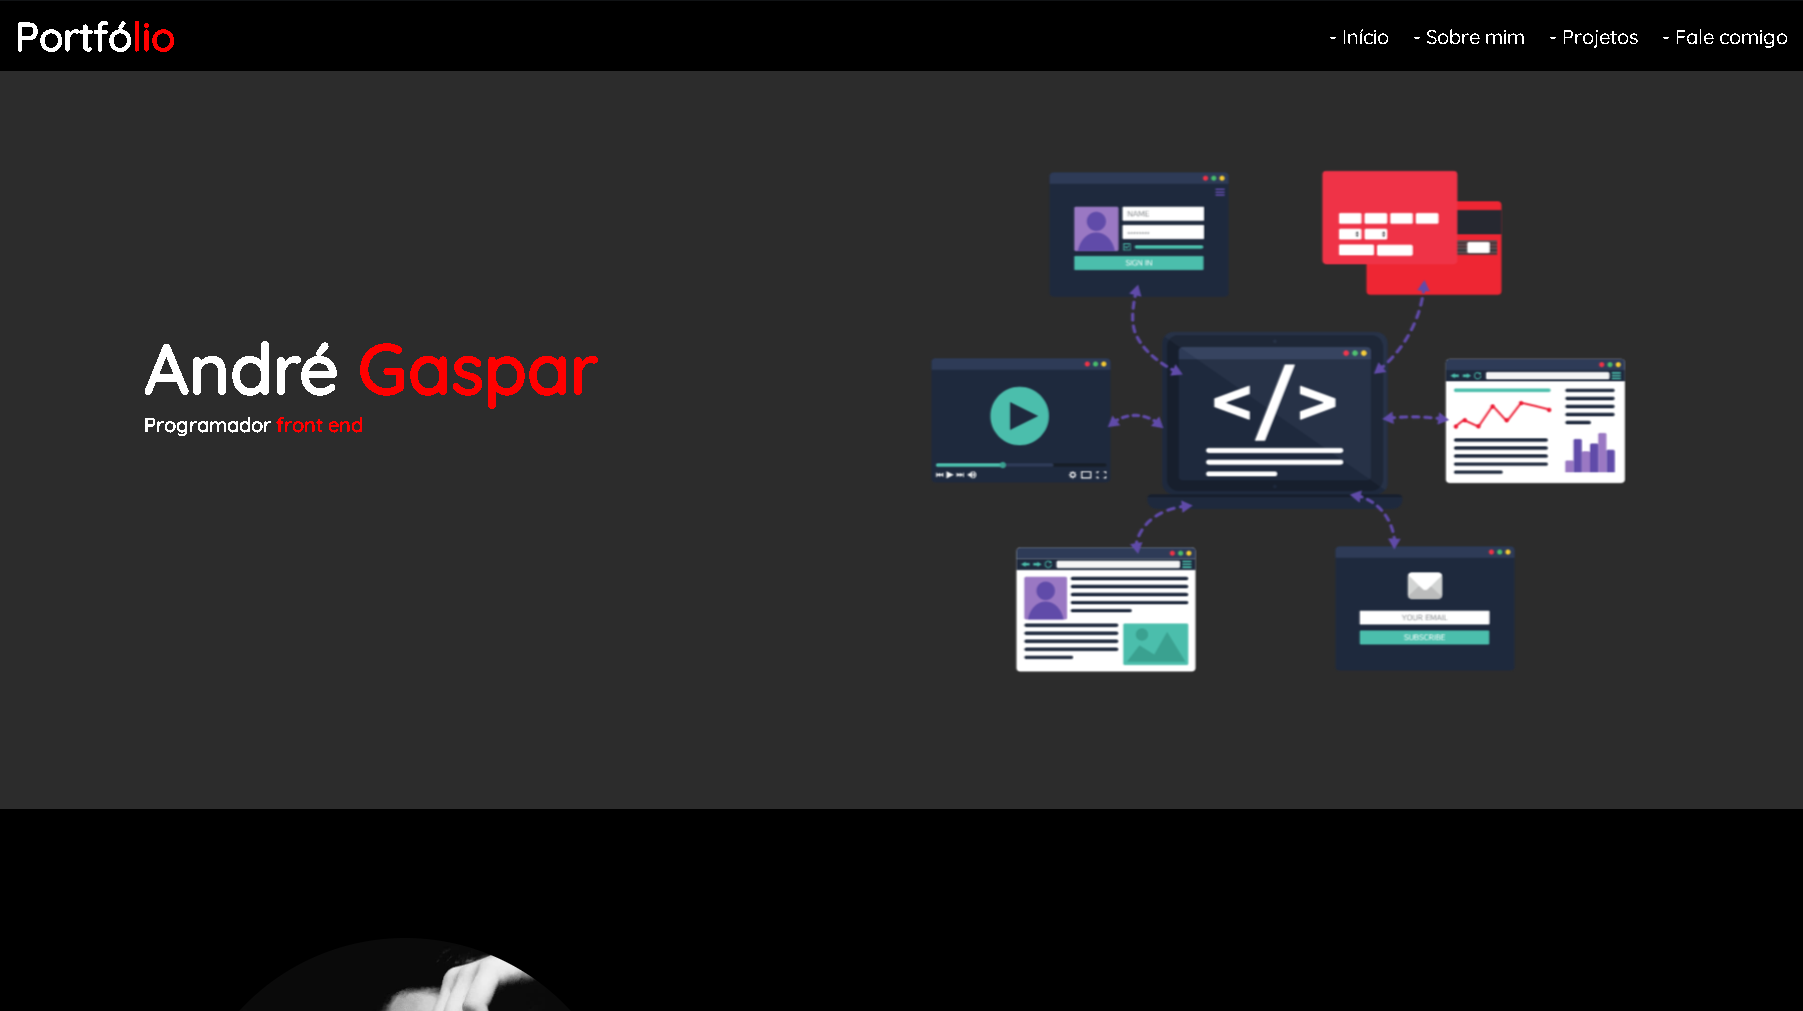 Portfólio
- Início - Sobre mim - Projetos - Fale comigo
André Gaspar
Programador front end
NAME
SIGN IN
</>
YOUR EMAIL
SUBSCRIBE